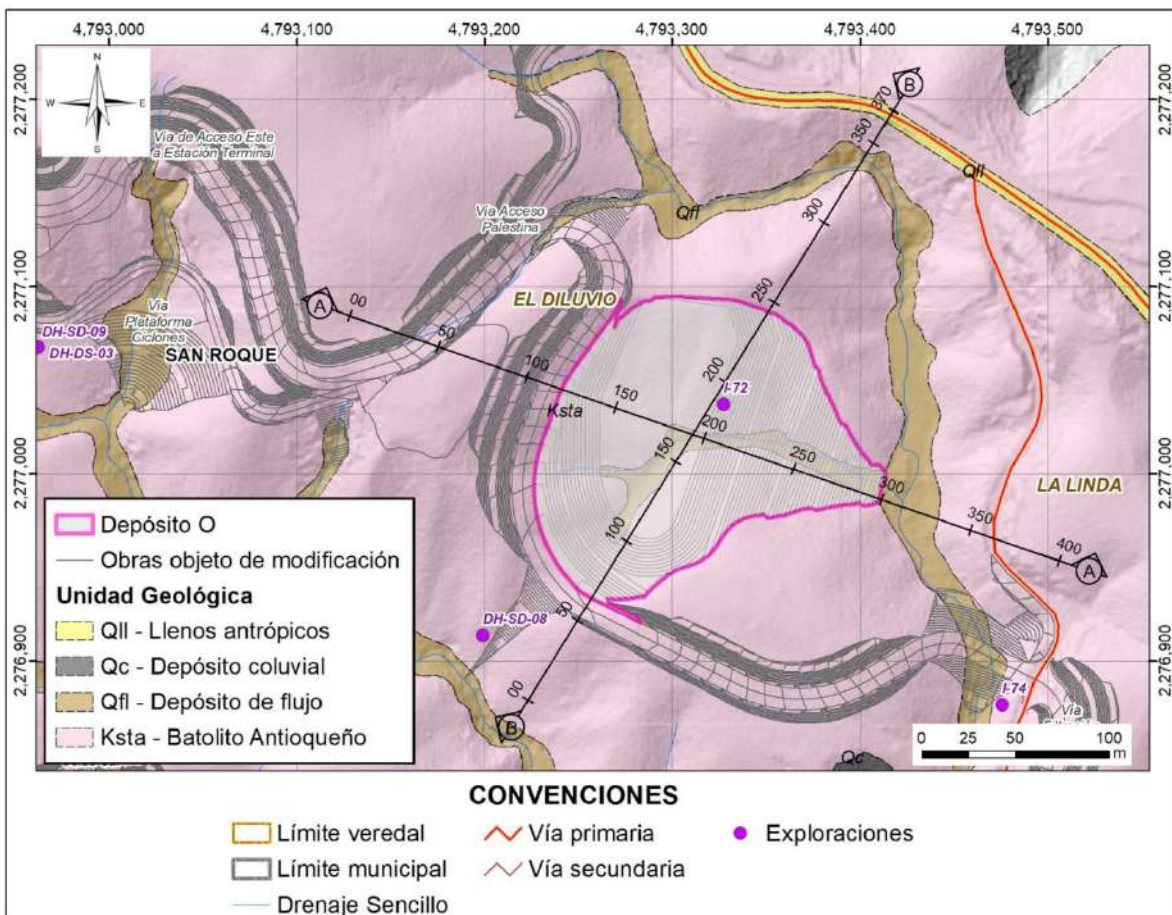 4,793,000 4,793,100 4,793,200 4,793,300 4,793,400 4,793,500
2,277,200 2,277,200
N
W E
S
B
370
350
Vía de Acceso Este
a Estación Terminal
Qll
Vía Acceso
Palestina
Qfl
300
2,277,100 2,277,100
A
00
EL DILUVIO
250
Vía
Plataforma
Ciclones
DH-SD-09
DH-DS-03
SAN ROQUE
50
100
150
200
I-72
Ksta
200
150
250
300
2,277,000 2,277,000
LA LINDA
350
400
A
100
50
DH-SD-08
00
B
2,276,900 2,276,900
I-74
Vía
Qc
0 25 50 100
m
Depósito O
Obras objeto de modificación
Unidad Geológica
Qll - Llenos antrópicos
Qc - Depósito coluvial
Qfl - Depósito de flujo
Ksta - Batolito Antioqueño
CONVENCIONES
Límite veredal Vía primaria Exploraciones
Límite municipal Vía secundaria
Drenaje Sencillo